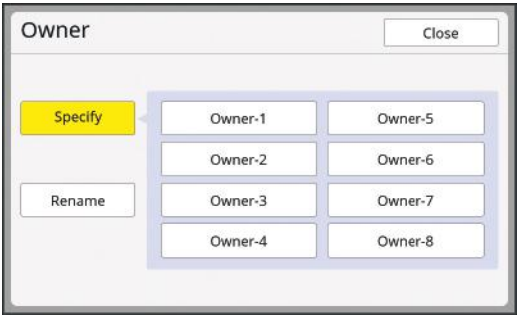 Owner
Close
Specify
Owner-1
Owner-5
Owner-2
Owner-6
Rename
Owner-3
Owner-7
Owner-4
Owner-8